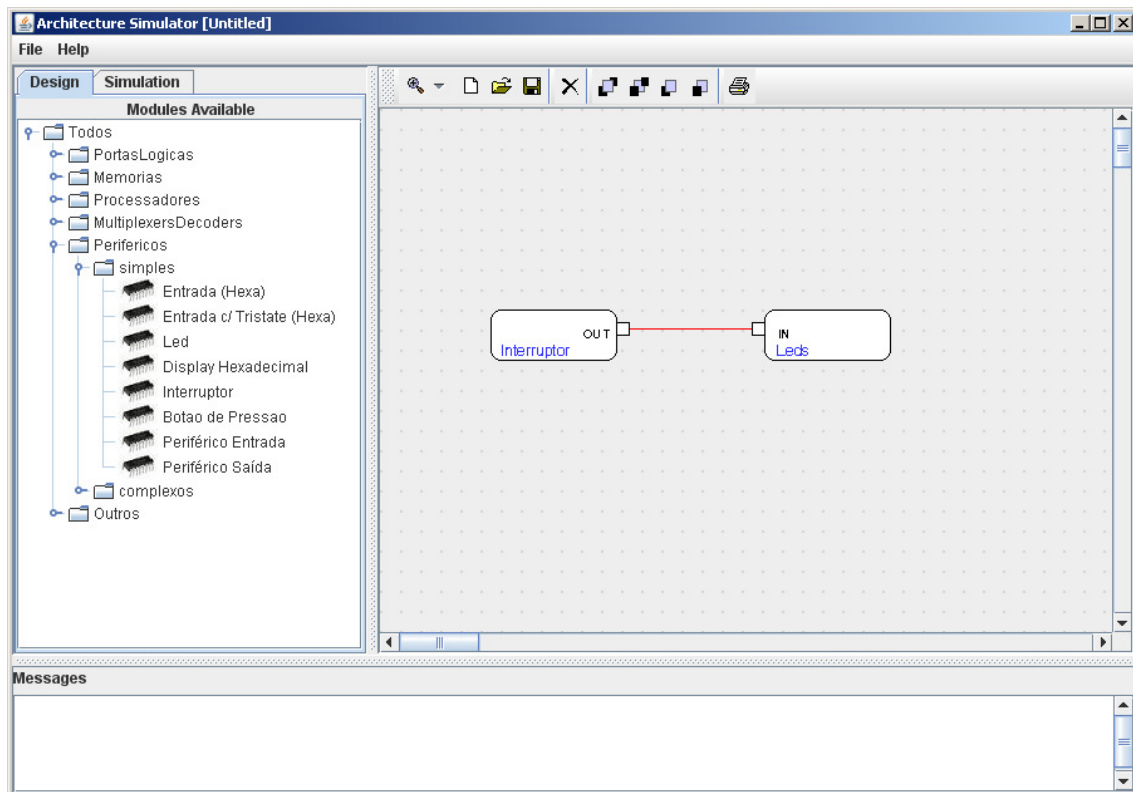 Architecture Simulator [Untitled]
File Help
Design Simulation
Modules Available
Todos
PortasLogicas
Memorias
Processadores
MultiplexersDecoders
Perifericos
simples
Entrada (Hexa)
Entrada c/ Tristate (Hexa)
Led
Display Hexadecimal
Interruptor
Botao de Pressao
Periférico Entrada
Periférico Saída
complexos
Outros
OUT
Interruptor
IN
Leds
Messages